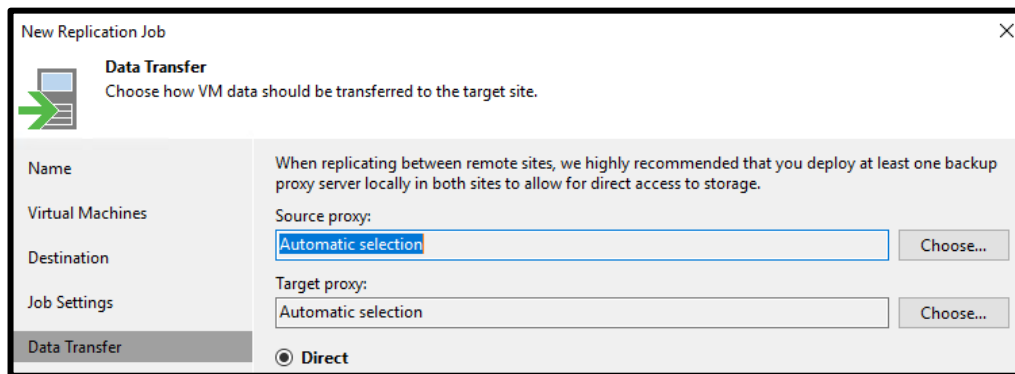 New Replication Job
Data Transfer
Choose how VM data should be transferred to the target site.
Name
Virtual Machines
Destination
Job Settings
Data Transfer
When replicating between remote sites, we highly recommended that you deploy at least one backup
proxy server locally in both sites to allow for direct access to storage.
Source proxy:
Automatic selection
Choose...
Target proxy:
Automatic selection
Choose...
Direct